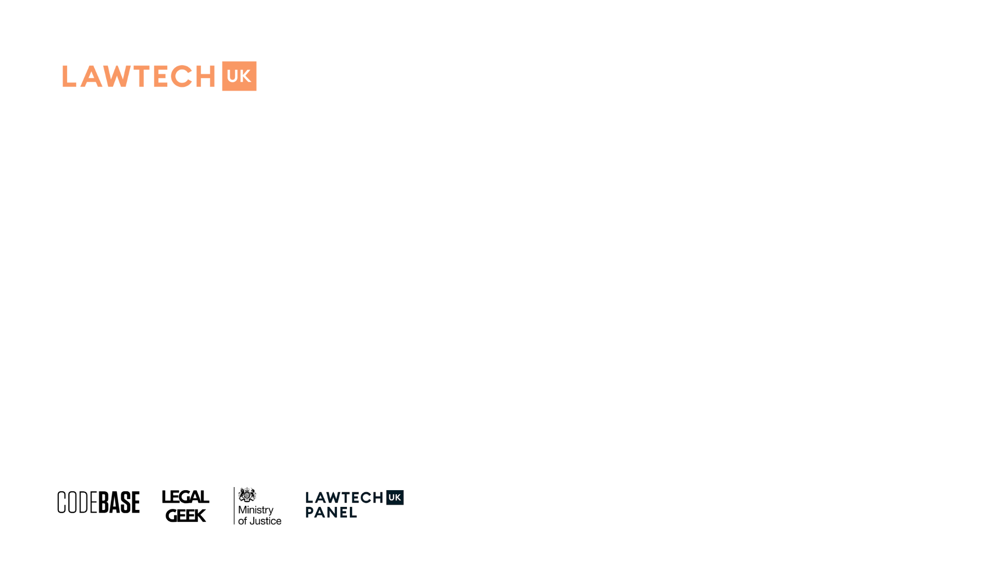 LAWTECH UK
CODEBASE
LEGAL
GEEK
Ministry
of Justice
LAWTECH UK
PANEL